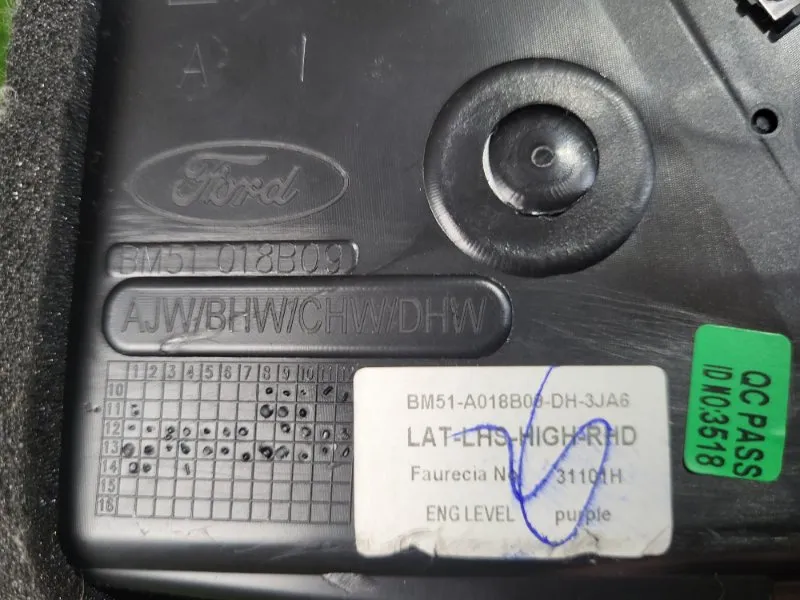 A
Ford
BM51 018B09
AJW/BHW/CHW/DHW
1 2 3 4 5 6 7 8 9 10 11
10
11
12
13
14
15
16
BM51-A018B09-DH-3JA6
LAT-LHS-HIGH-RHD
Faurecia No 31101H
ENG LEVEL purple
QC PASS
ID NO:3518